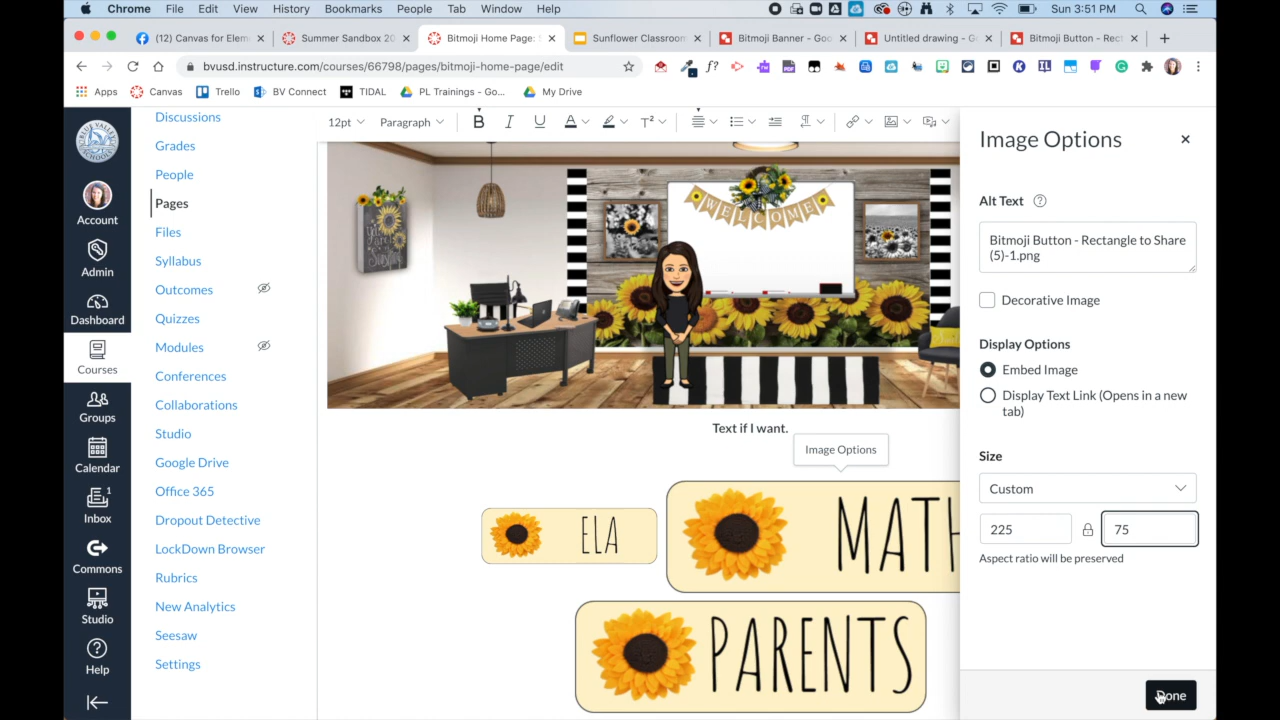 Chrome File Edit View History Bookmarks People Tab Window Help
Sun 3:51 PM
(12) Canvas for Elem
Summer Sandbox 20
Bitmoji Home Page: S
Sunflower Classroom
Bitmoji Banner - Goo
Untitled drawing - G
Bitmoji Button - Rect
bvusd.instructure.com/courses/66798/pages/bitmoji-home-page/edit
Apps Canvas Trello BV Connect TIDAL PL Trainings - Go... My Drive
Account
Admin
Dashboard
Courses
Groups
Calendar
1
Inbox
Commons
Studio
Help
Discussions
Grades
People
Pages
Files
Syllabus
Outcomes
Quizzes
Modules
Conferences
Collaborations
Studio
Google Drive
Office 365
Dropout Detective
LockDown Browser
Rubrics
New Analytics
Seesaw
Settings
12pt Paragraph B I U A T²
WELCOME
Text if I want.
Image Options
ELA
MATH
PARENTS
Image Options
Alt Text
Bitmoji Button - Rectangle to Share
(5)-1.png
Decorative Image
Display Options
Embed Image
Display Text Link (Opens in a new
tab)
Size
Custom
225 75
Aspect ratio will be preserved
Done